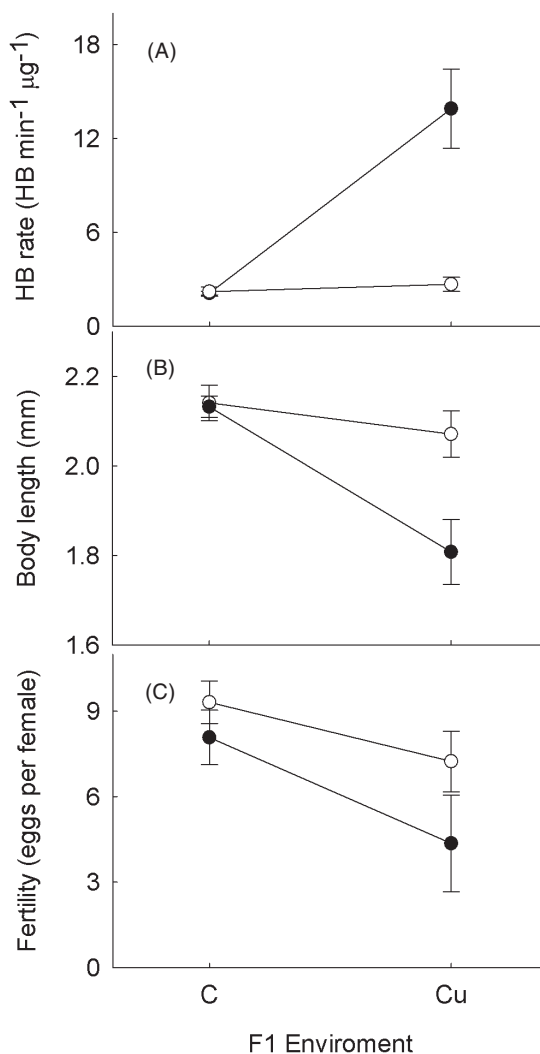 (A)
HB rate (HB min⁻¹ μg⁻¹)
18
12
6
0
(B)
Body length (mm)
2.2
2.0
1.8
1.6
(C)
Fertility (eggs per female)
9
6
3
0
C
Cu
F1 Enviroment